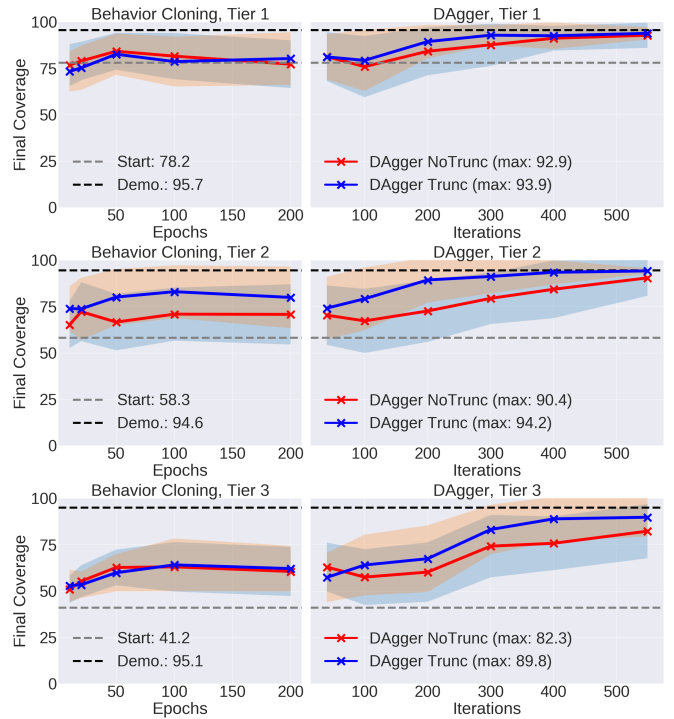 Behavior Cloning, Tier 1
DAgger, Tier 1
Final Coverage
100
75
50
25
0
Start: 78.2
Demo.: 95.7
DAgger NoTrunc (max: 92.9)
DAgger Trunc (max: 93.9)
50 100 150 200
100 200 300 400 500
Epochs
Iterations
Behavior Cloning, Tier 2
DAgger, Tier 2
Final Coverage
100
75
50
25
0
Start: 58.3
Demo.: 94.6
DAgger NoTrunc (max: 90.4)
DAgger Trunc (max: 94.2)
50 100 150 200
100 200 300 400 500
Epochs
Iterations
Behavior Cloning, Tier 3
DAgger, Tier 3
Final Coverage
100
75
50
25
0
Start: 41.2
Demo.: 95.1
DAgger NoTrunc (max: 82.3)
DAgger Trunc (max: 89.8)
50 100 150 200
100 200 300 400 500
Epochs
Iterations